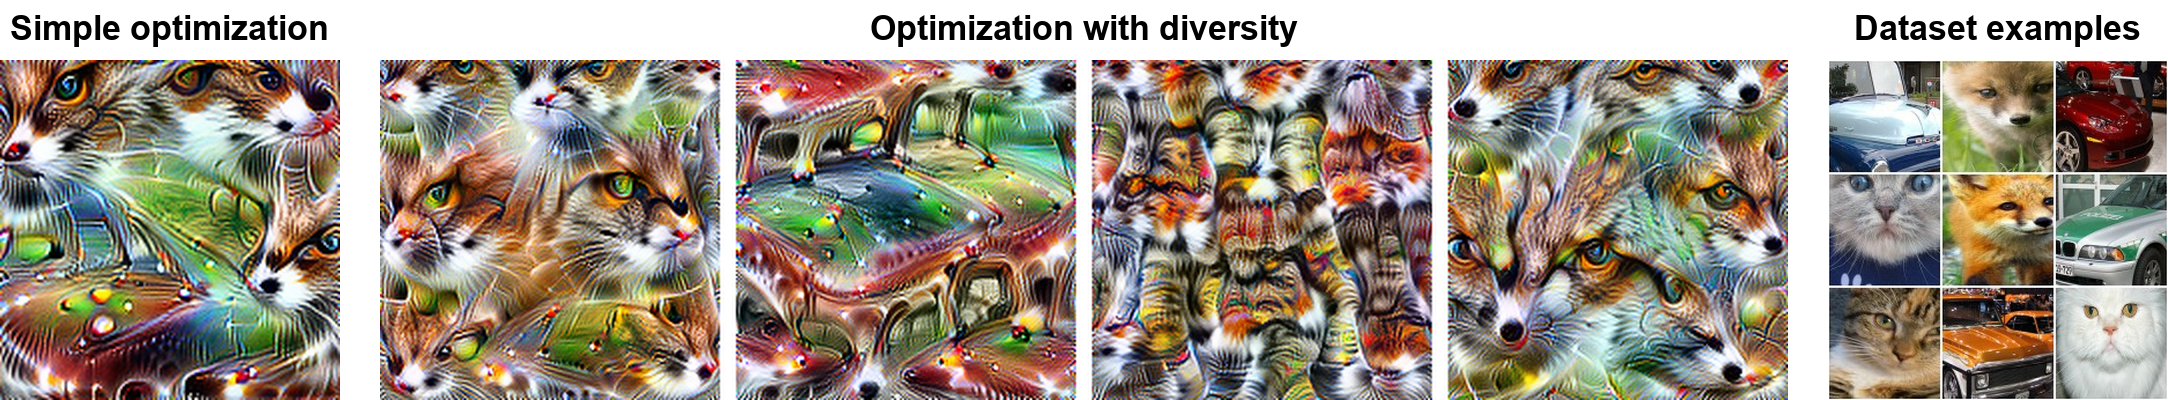 Simple optimization
Optimization with diversity
Dataset examples